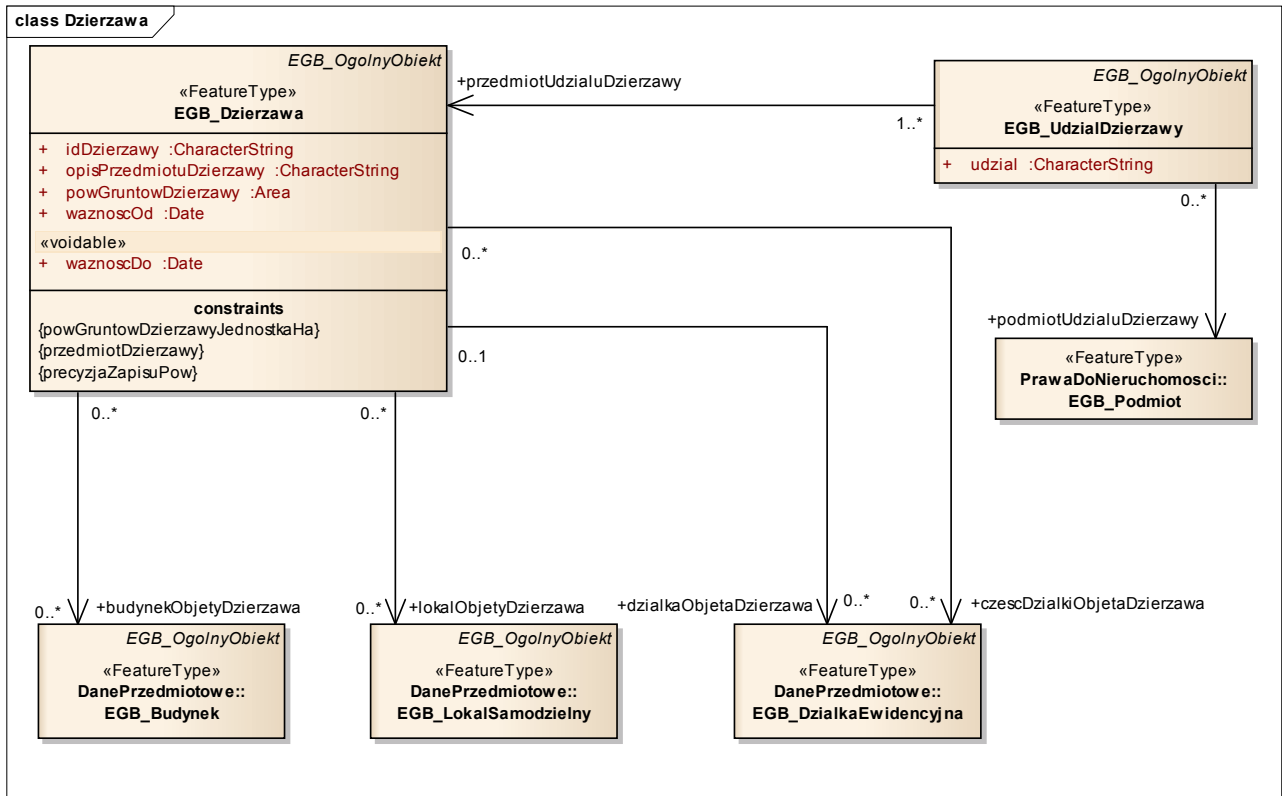 class Dzierzawa
EGB_OgolnyObiekt
«FeatureType»
EGB_Dzierzawa
+ idDzierzawy :CharacterString
+ opisPrzedmiotuDzierzawy :CharacterString
+ powGruntowDzierzawy :Area
+ waznoscOd :Date
«voidable»
+ waznoscDo :Date
constraints
{powGruntowDzierzawyJednostkaHa}
{przedmiotDzierzawy}
{precyzjaZapisuPow}
+przedmiotUdzialuDzierzawy
1..*
EGB_OgolnyObiekt
«FeatureType»
EGB_UdzialDzierzawy
+ udzial :CharacterString
0..*
+podmiotUdzialuDzierzawy
«FeatureType»
PrawaDoNieruchomosci::
EGB_Podmiot
0..*
0..1
0..*
0..*
0..*
+budynekObjetyDzierzawa
0..*
+lokalObjetyDzierzawa
+dzialkaObjetaDzierzawa
0..*
0..*
+czescDzialkiObjetaDzierzawa
EGB_OgolnyObiekt
«FeatureType»
DanePrzedmiotowe::
EGB_Budynek
EGB_OgolnyObiekt
«FeatureType»
DanePrzedmiotowe::
EGB_LokalSamodzielny
EGB_OgolnyObiekt
«FeatureType»
DanePrzedmiotowe::
EGB_DzialkaEwidencyjna